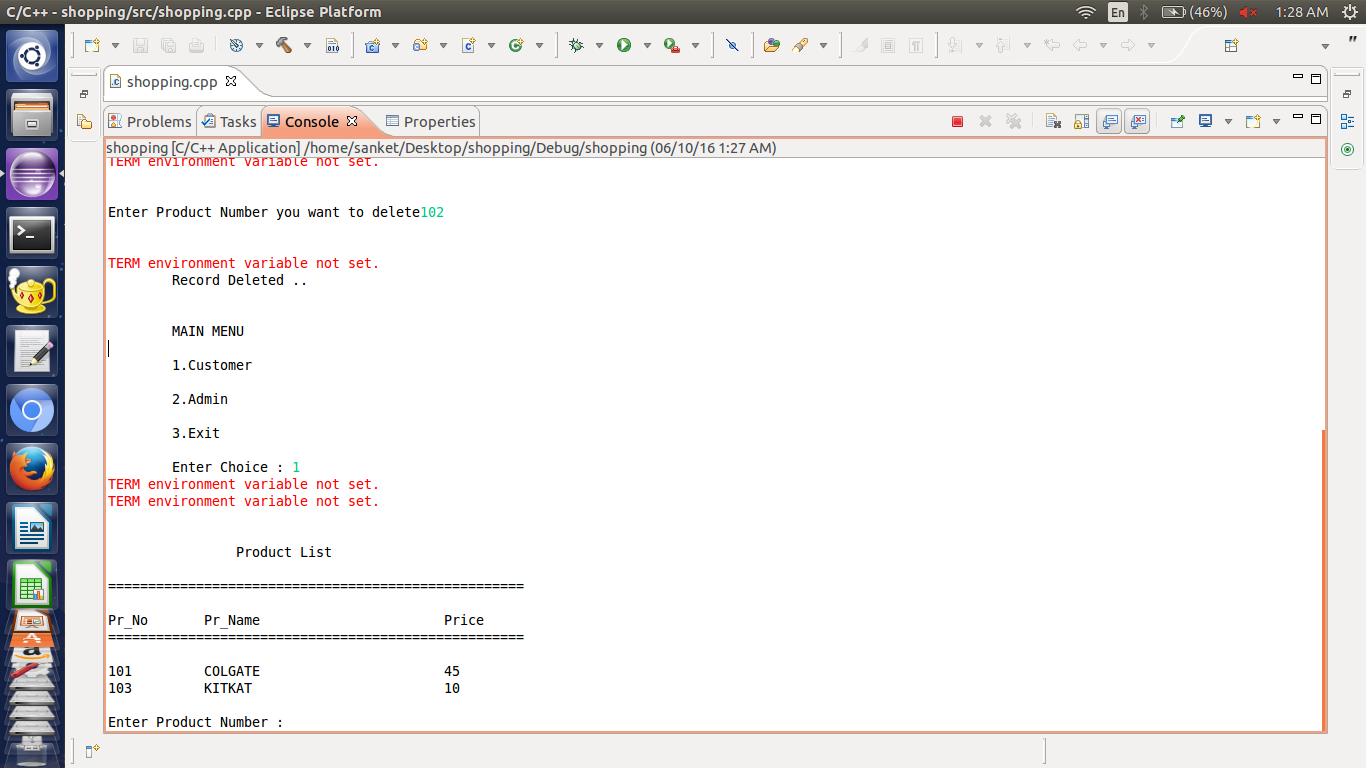 C/C++ - shopping/src/shopping.cpp - Eclipse Platform
En
(46%)
1:28 AM
shopping.cpp
Problems
Tasks
Console
Properties
shopping [C/C++ Application] /home/sanket/Desktop/shopping/Debug/shopping (06/10/16 1:27 AM)
TERM environment variable not set.
Enter Product Number you want to delete102
TERM environment variable not set.
Record Deleted ..
MAIN MENU
1.Customer
2.Admin
3.Exit
Enter Choice : 1
TERM environment variable not set.
TERM environment variable not set.
Product List
====================================================
Pr_No Pr_Name Price
====================================================
101 COLGATE 45
103 KITKAT 10
Enter Product Number :